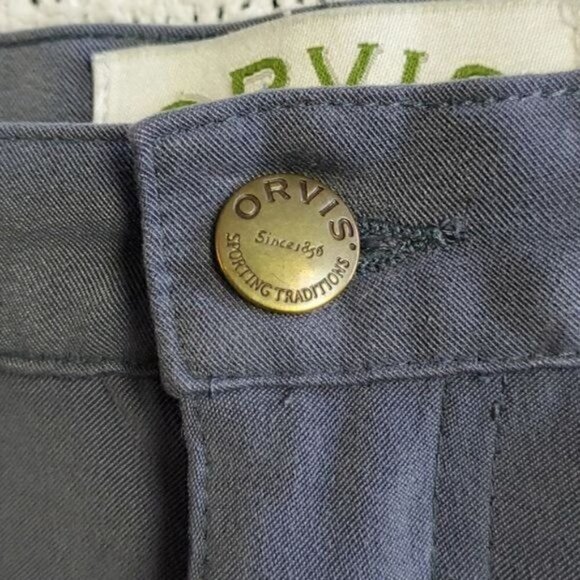 ORVIS
ORVIS.
Since 1856
SPORTING TRADITIONS